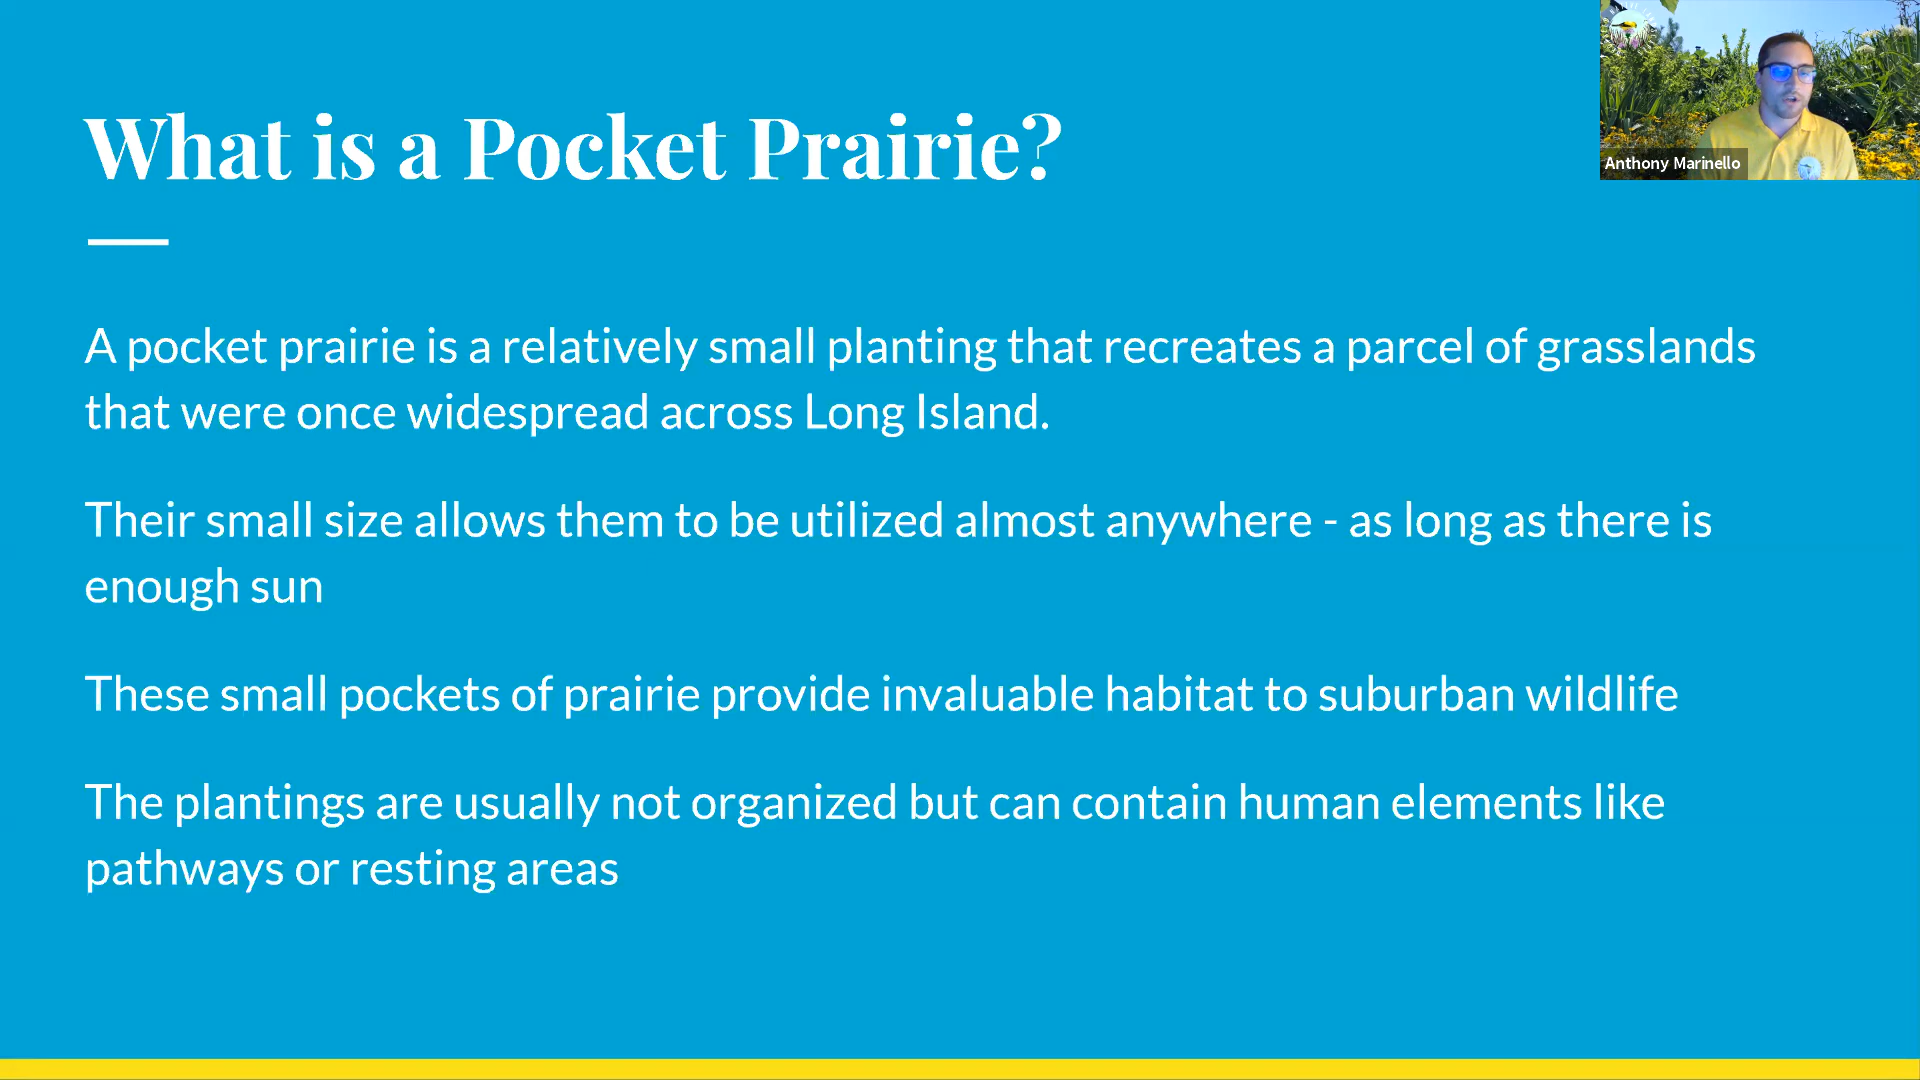 What is a Pocket Prairie?
Anthony Marinello
A pocket prairie is a relatively small planting that recreates a parcel of grasslands
that were once widespread across Long Island.
Their small size allows them to be utilized almost anywhere - as long as there is
enough sun
These small pockets of prairie provide invaluable habitat to suburban wildlife
The plantings are usually not organized but can contain human elements like
pathways or resting areas